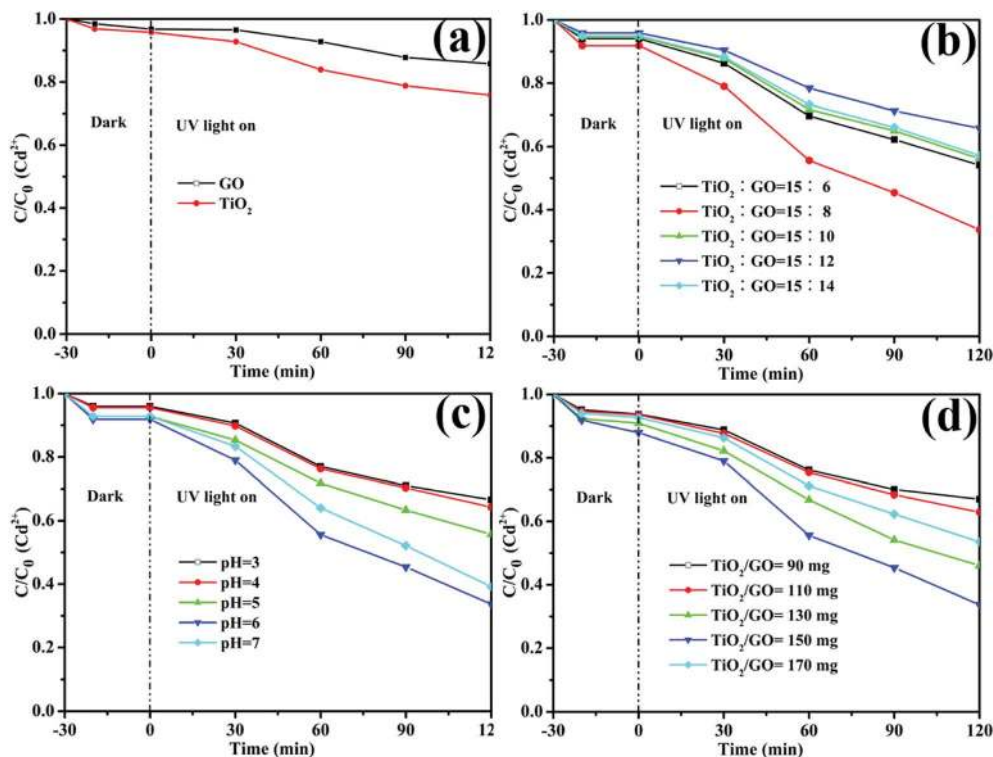 (a)
1.0
0.8
0.6
0.4
0.2
0.0
C/C₀ (Cd²⁺)
Dark
UV light on
GO
TiO₂
-30 0 30 60 90 12
Time (min)
(b)
1.0
0.8
0.6
0.4
0.2
0.0
C/C₀ (Cd²⁺)
Dark
UV light on
TiO₂：GO=15：6
TiO₂：GO=15：8
TiO₂：GO=15：10
TiO₂：GO=15：12
TiO₂：GO=15：14
-30 0 30 60 90 120
Time (min)
(c)
1.0
0.8
0.6
0.4
0.2
0.0
C/C₀ (Cd²⁺)
Dark
UV light on
pH=3
pH=4
pH=5
pH=6
pH=7
-30 0 30 60 90 12
Time (min)
(d)
1.0
0.8
0.6
0.4
0.2
0.0
C/C₀ (Cd²⁺)
Dark
UV light on
TiO₂/GO= 90 mg
TiO₂/GO= 110 mg
TiO₂/GO= 130 mg
TiO₂/GO= 150 mg
TiO₂/GO= 170 mg
-30 0 30 60 90 120
Time (min)